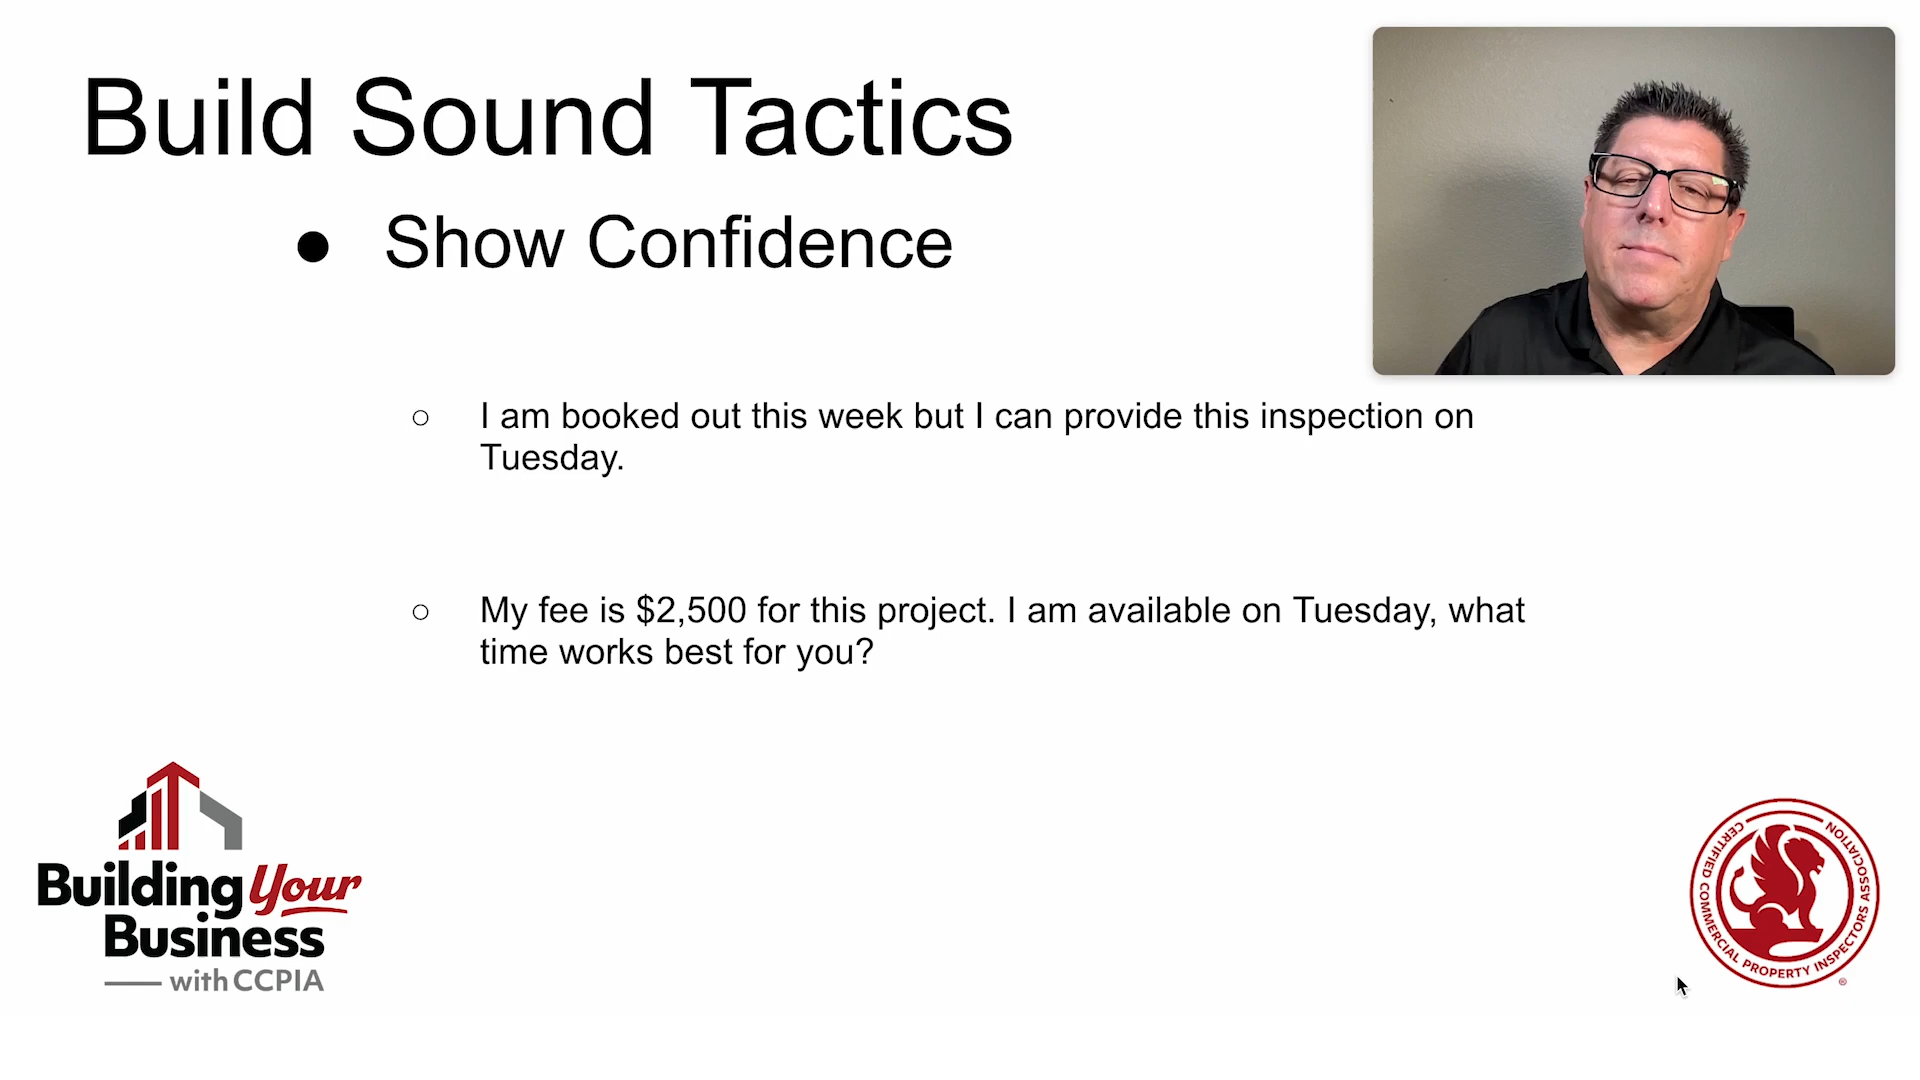 Build Sound Tactics
● Show Confidence
○ I am booked out this week but I can provide this inspection on
Tuesday.
○ My fee is $2,500 for this project. I am available on Tuesday, what
time works best for you?
Building Your
Business
with CCPIA
CERTIFIED COMMERCIAL PROPERTY INSPECTORS ASSOCIATION
®